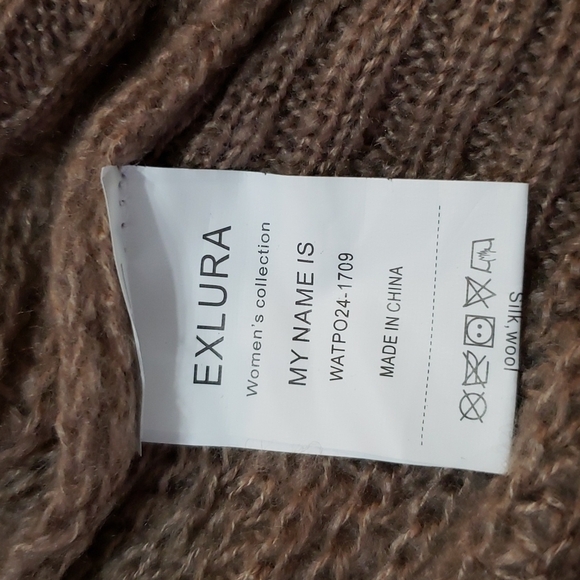 EXLURA
Women's collection
MY NAME IS
WATPO24-1709
MADE IN CHINA
Silk, wool